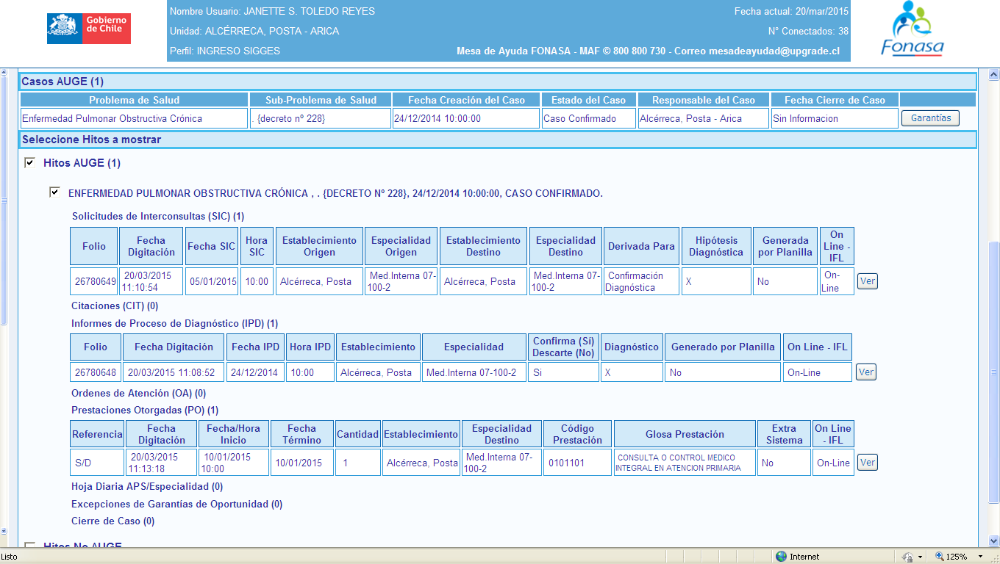 Gobierno de Chile
Nombre Usuario: JANETTE S. TOLEDO REYES
Fecha actual: 20/mar/2015
Unidad: ALCÉRRECA, POSTA - ARICA
N° Conectados: 38
Perfil: INGRESO SIGGES
Mesa de Ayuda FONASA - MAF © 800 800 730 - Correo mesadeayudad@upgrade.cl
Fonasa
Casos AUGE (1)
Problema de Salud Sub-Problema de Salud Fecha Creación del Caso Estado del Caso Responsable del Caso Fecha Cierre de Caso
Enfermedad Pulmonar Obstructiva Crónica . {decreto nº 228} 24/12/2014 10:00:00 Caso Confirmado Alcérreca, Posta - Arica Sin Informacion Garantías
Seleccione Hitos a mostrar
Hitos AUGE (1)
ENFERMEDAD PULMONAR OBSTRUCTIVA CRÓNICA , . {DECRETO Nº 228}, 24/12/2014 10:00:00, CASO CONFIRMADO.
Solicitudes de Interconsultas (SIC) (1)
Folio Fecha Digitación Fecha SIC Hora SIC Establecimiento Origen Especialidad Origen Establecimiento Destino Especialidad Destino Derivada Para Hipótesis Diagnóstica Generada por Planilla On Line - IFL
26780649 20/03/2015 11:10:54 05/01/2015 10:00 Alcérreca, Posta Med.Interna 07-100-2 Alcérreca, Posta Med.Interna 07-100-2 Confirmación Diagnóstica X No On-Line Ver
Citaciones (CIT) (0)
Informes de Proceso de Diagnóstico (IPD) (1)
Folio Fecha Digitación Fecha IPD Hora IPD Establecimiento Especialidad Confirma (Sí) Descarte (No) Diagnóstico Generado por Planilla On Line - IFL
26780648 20/03/2015 11:08:52 24/12/2014 10:00 Alcérreca, Posta Med.Interna 07-100-2 Si X No On-Line Ver
Ordenes de Atención (OA) (0)
Prestaciones Otorgadas (PO) (1)
Referencia Fecha Digitación Fecha/Hora Inicio Fecha Término Cantidad Establecimiento Especialidad Destino Código Prestación Glosa Prestación Extra Sistema On Line - IFL
S/D 20/03/2015 11:13:18 10/01/2015 10:00 10/01/2015 1 Alcérreca, Posta Med.Interna 07-100-2 0101101 CONSULTA O CONTROL MEDICO INTEGRAL EN ATENCION PRIMARIA No On-Line Ver
Hoja Diaria APS/Especialidad (0)
Excepciones de Garantías de Oportunidad (0)
Cierre de Caso (0)
Hitos No AUGE
Listo Internet 125%